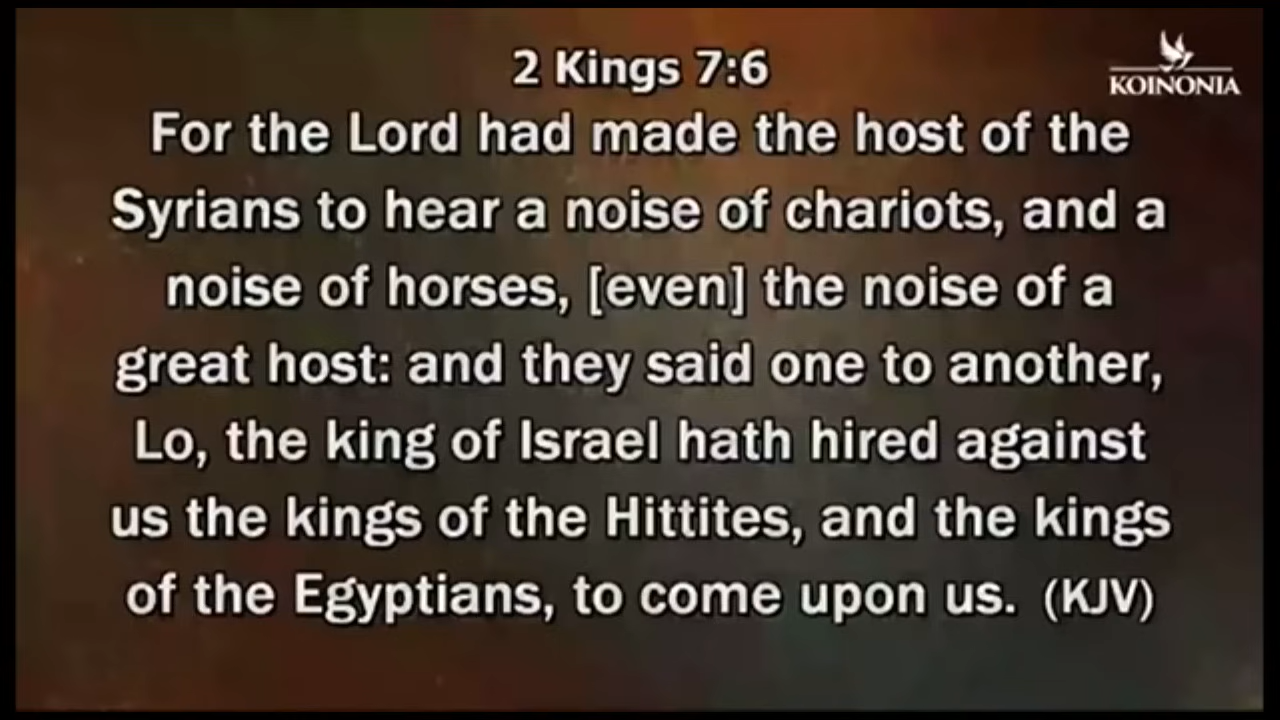 2 Kings 7:6
KOINONIA
For the Lord had made the host of the
Syrians to hear a noise of chariots, and a
noise of horses, [even] the noise of a
great host: and they said one to another,
Lo, the king of Israel hath hired against
us the kings of the Hittites, and the kings
of the Egyptians, to come upon us. (KJV)